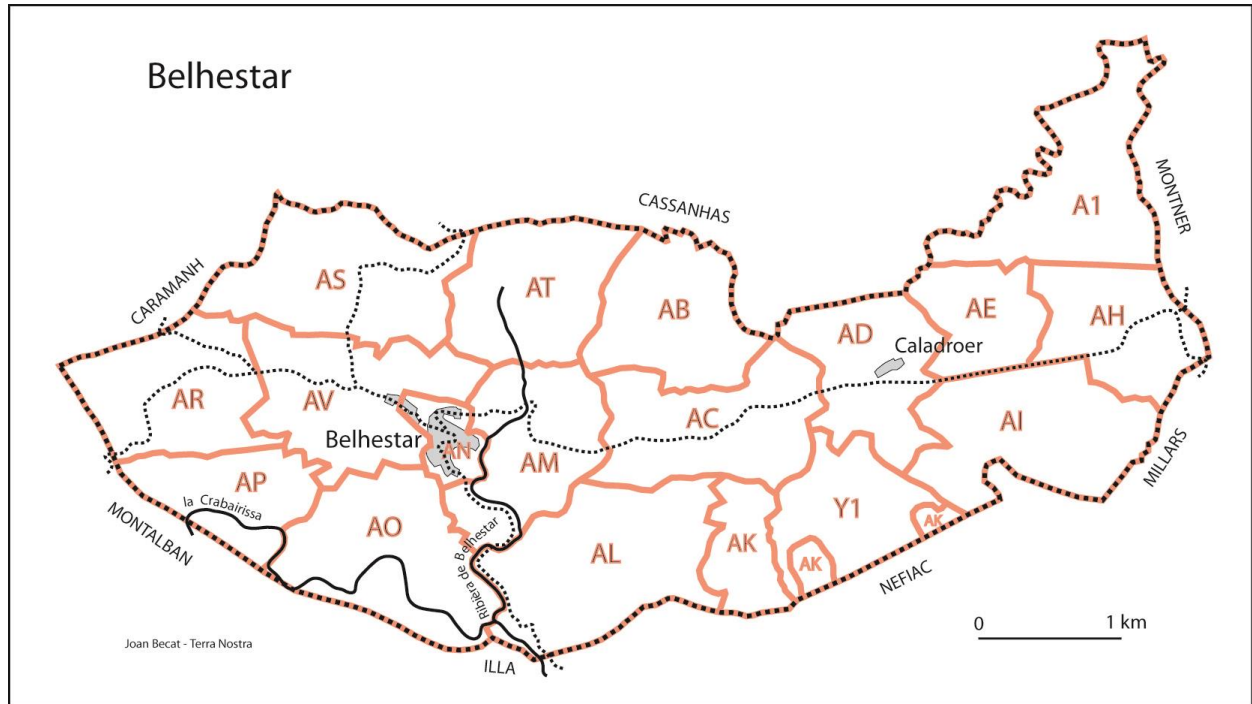 Belhestar
CASSANHAS
MONTNER
A1
CARAMANH
AS
AT
AB
AD
AE
AH
Caladroer
AR
AV
AC
AI
Belhestar
AN
AM
MILLARS
AP
la Crabairissa
AO
Y1
AK
AL
AK
AK
MONTALBAN
Ribièra de Belhestar
NEFIAC
0 1 km
Joan Becat - Terra Nostra
ILLA